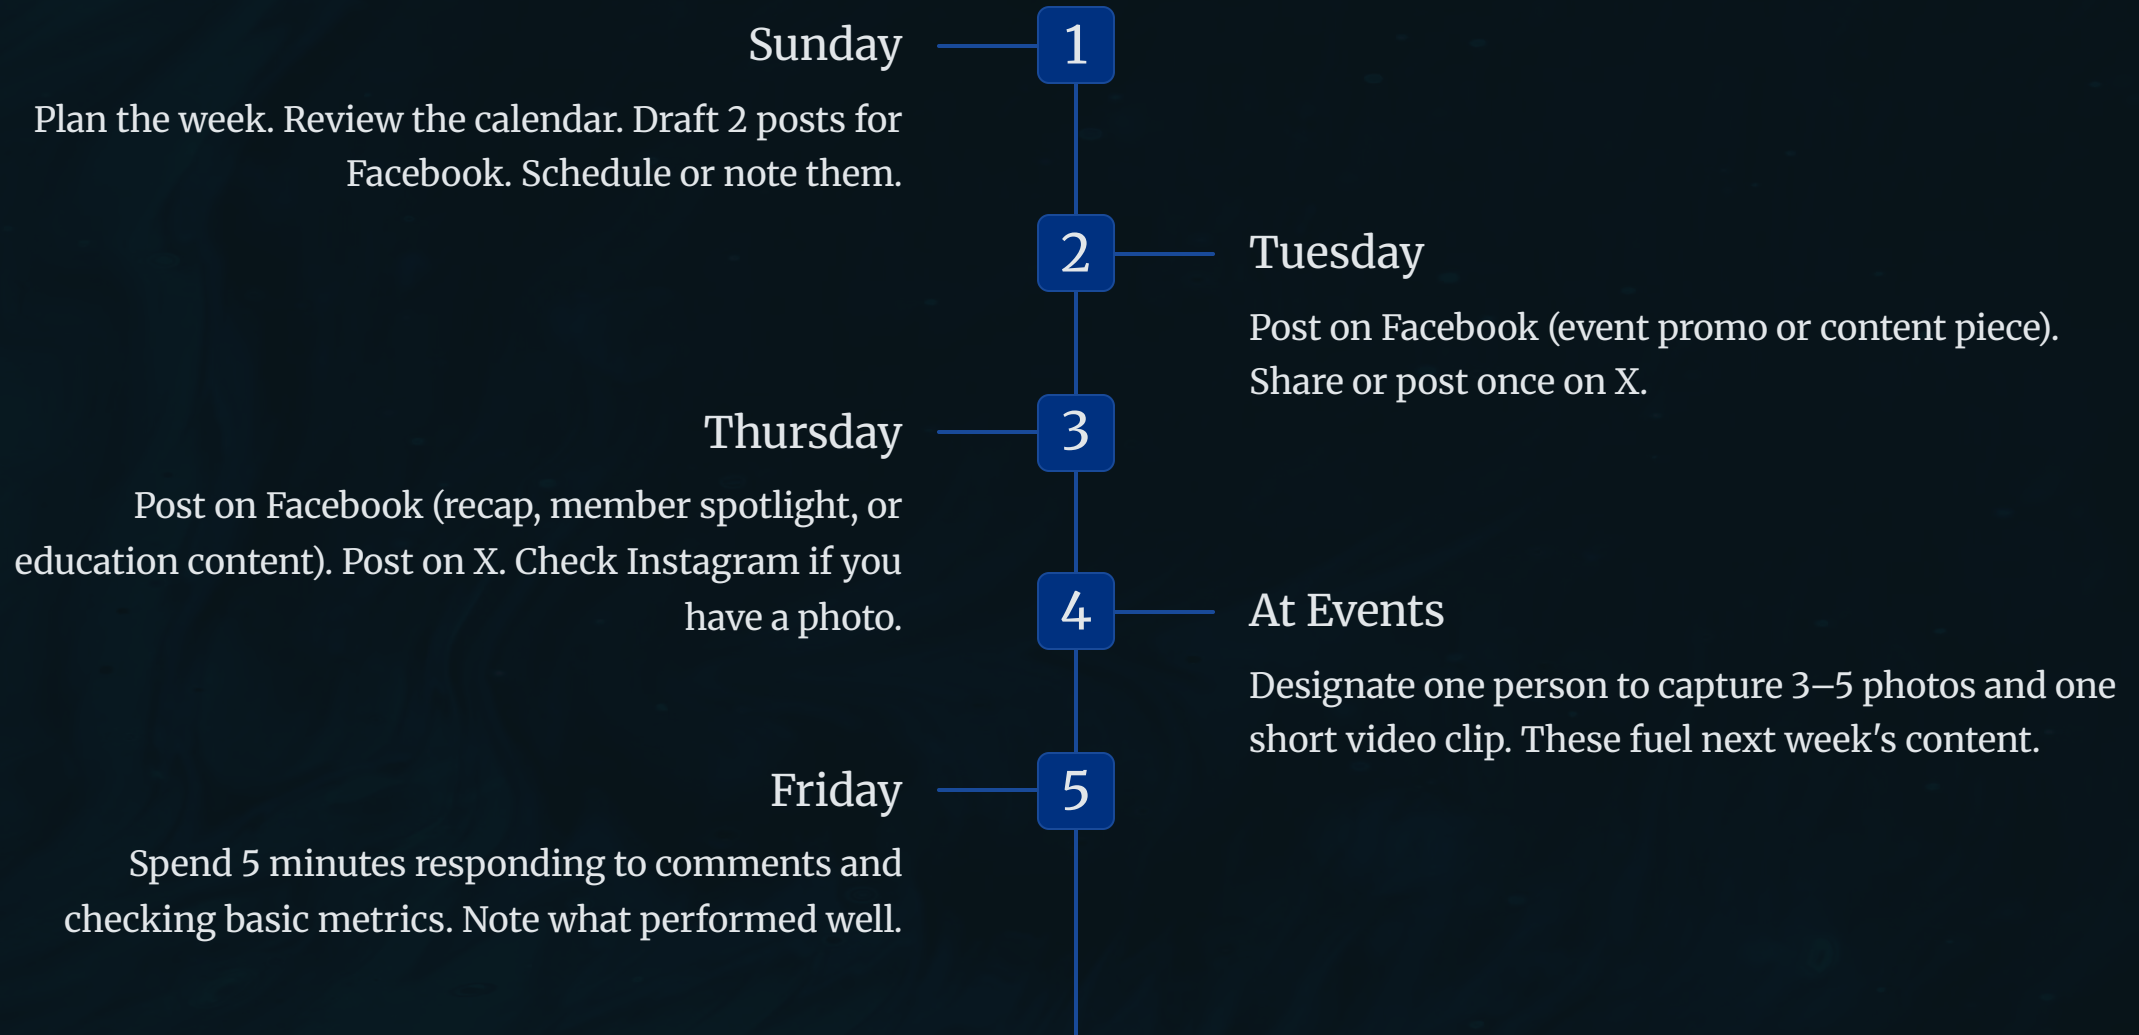 Sunday
1
Plan the week. Review the calendar. Draft 2 posts for
Facebook. Schedule or note them.
2
Tuesday
Post on Facebook (event promo or content piece).
Share or post once on X.
Thursday
3
Post on Facebook (recap, member spotlight, or
education content). Post on X. Check Instagram if you
have a photo.
4
At Events
Designate one person to capture 3–5 photos and one
short video clip. These fuel next week's content.
Friday
5
Spend 5 minutes responding to comments and
checking basic metrics. Note what performed well.